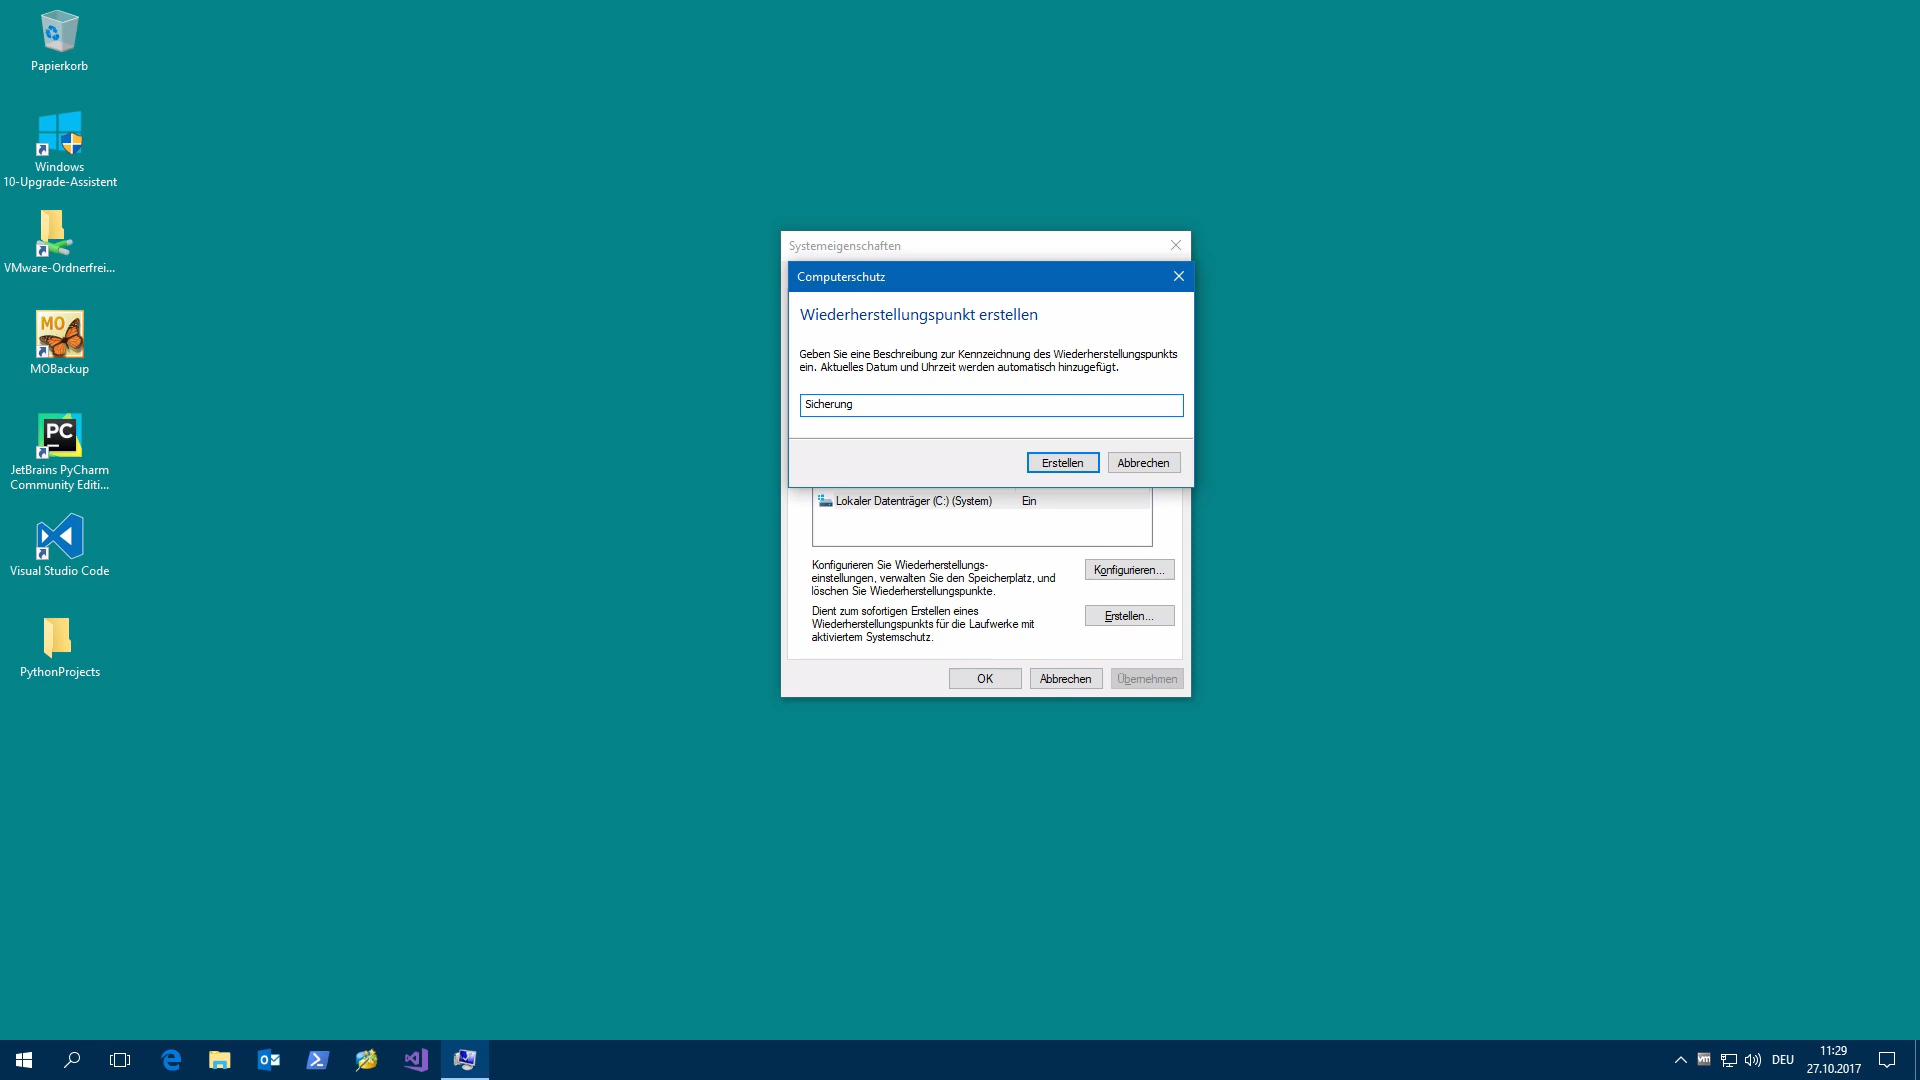 Papierkorb
Windows
10-Upgrade-Assistent
VMware-Ordnerfrei...
MO
MOBackup
PC
JetBrains PyCharm
Community Editi...
Visual Studio Code
PythonProjects
Systemeigenschaften
Computerschutz
Wiederherstellungspunkt erstellen
Geben Sie eine Beschreibung zur Kennzeichnung des Wiederherstellungspunkts
ein. Aktuelles Datum und Uhrzeit werden automatisch hinzugefügt.
Sicherung
Erstellen Abbrechen
Lokaler Datenträger (C:) (System) Ein
Konfigurieren Sie Wiederherstellungs-
einstellungen, verwalten Sie den Speicherplatz, und
löschen Sie Wiederherstellungspunkte.
Konfigurieren...
Dient zum sofortigen Erstellen eines
Wiederherstellungspunkts für die Laufwerke mit
aktiviertem Systemschutz.
Erstellen...
OK Abbrechen Übernehmen
DEU
11:29
27.10.2017